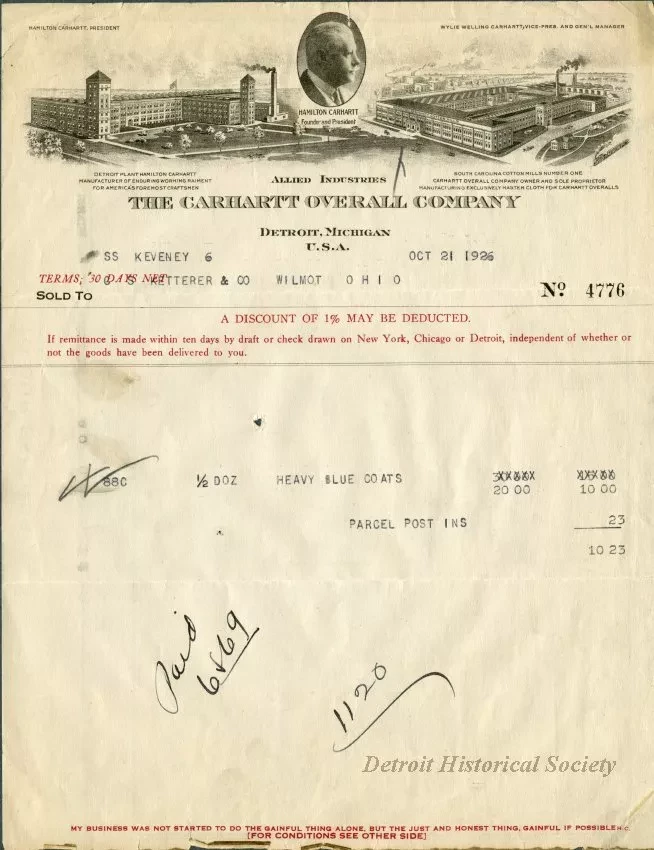 HAMILTON CARHARTT, PRESIDENT
WYLIE WELLING CARHARTT, VICE-PRES. AND GEN'L MANAGER
HAMILTON CARHARTT
Founder and President
DETROIT PLANT HAMILTON CARHARTT
MANUFACTURER OF ENDURING WORKING RAIMENT
FOR AMERICA'S FOREMOST CRAFTSMEN
SOUTH CAROLINA COTTON MILLS NUMBER ONE
CARHARTT OVERALL COMPANY OWNER AND SOLE PROPRIETOR
MANUFACTURING EXCLUSIVELY MASTER CLOTH FOR CARHARTT OVERALLS
ALLIED INDUSTRIES
THE CARHARTT OVERALL COMPANY
DETROIT, MICHIGAN
U.S.A.
SS KEVENEY 6 OCT 21 1926
TERMS; 30 DAYS NET
S KETTERER & CO WILMOT OHIO
SOLD TO
No 4776
A DISCOUNT OF 1% MAY BE DEDUCTED.
If remittance is made within ten days by draft or check drawn on New York, Chicago or Detroit, independent of whether or
not the goods have been delivered to you.
88C 1/2 DOZ HEAVY BLUE COATS
20 00 10 00
PARCEL POST INS 23
10 23
Paid
6869
1120
Detroit Historical Society
MY BUSINESS WAS NOT STARTED TO DO THE GAINFUL THING ALONE, BUT THE JUST AND HONEST THING, GAINFUL IF POSSIBLE H.C.
[FOR CONDITIONS SEE OTHER SIDE]